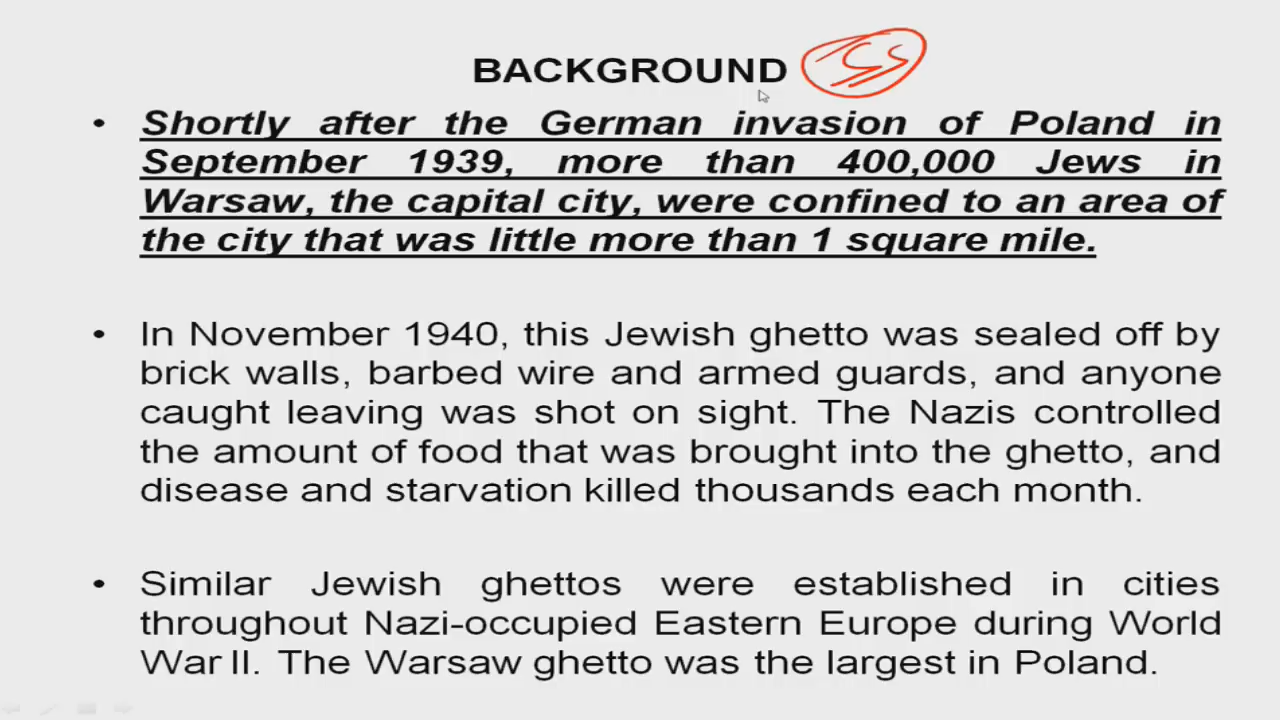 BACKGROUND
• Shortly after the German invasion of Poland in
September 1939, more than 400,000 Jews in
Warsaw, the capital city, were confined to an area of
the city that was little more than 1 square mile.
• In November 1940, this Jewish ghetto was sealed off by
brick walls, barbed wire and armed guards, and anyone
caught leaving was shot on sight. The Nazis controlled
the amount of food that was brought into the ghetto, and
disease and starvation killed thousands each month.
• Similar Jewish ghettos were established in cities
throughout Nazi-occupied Eastern Europe during World
War II. The Warsaw ghetto was the largest in Poland.